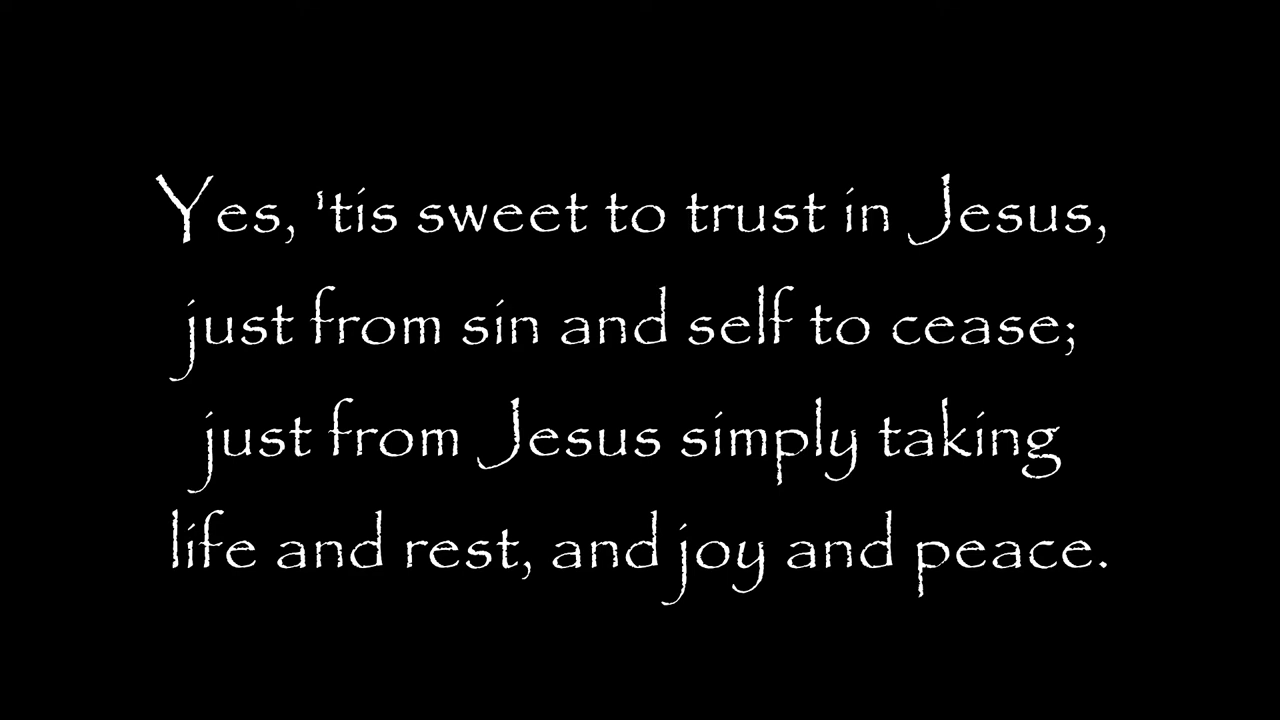 Yes, 'tis sweet to trust in Jesus,
just from sin and self to cease;
just from Jesus simply taking
life and rest, and joy and peace.